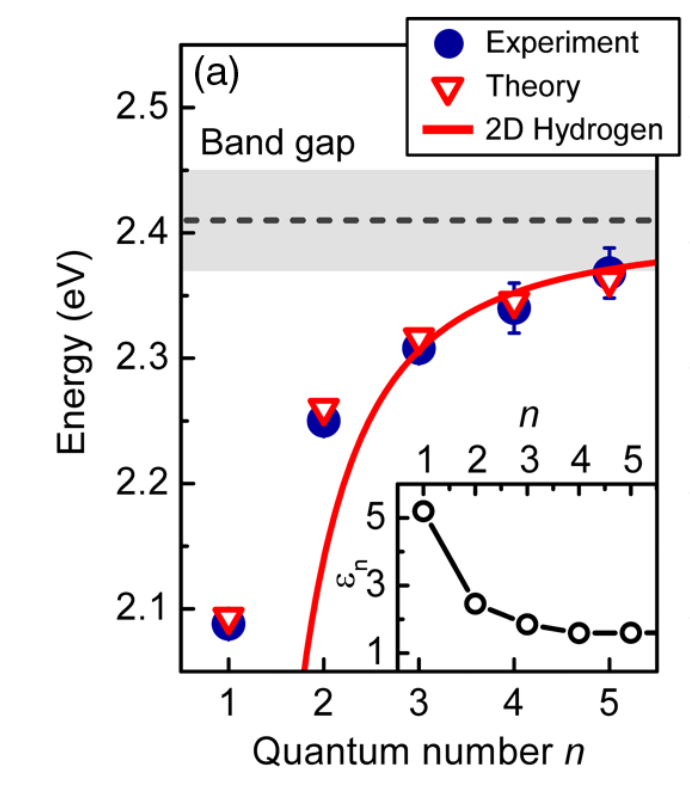 (a)
Experiment
Theory
2D Hydrogen
Band gap
2.5
2.4
2.3
2.2
2.1
Energy (eV)
1 2 3 4 5
Quantum number n
n
1 2 3 4 5
5
3
1
εn